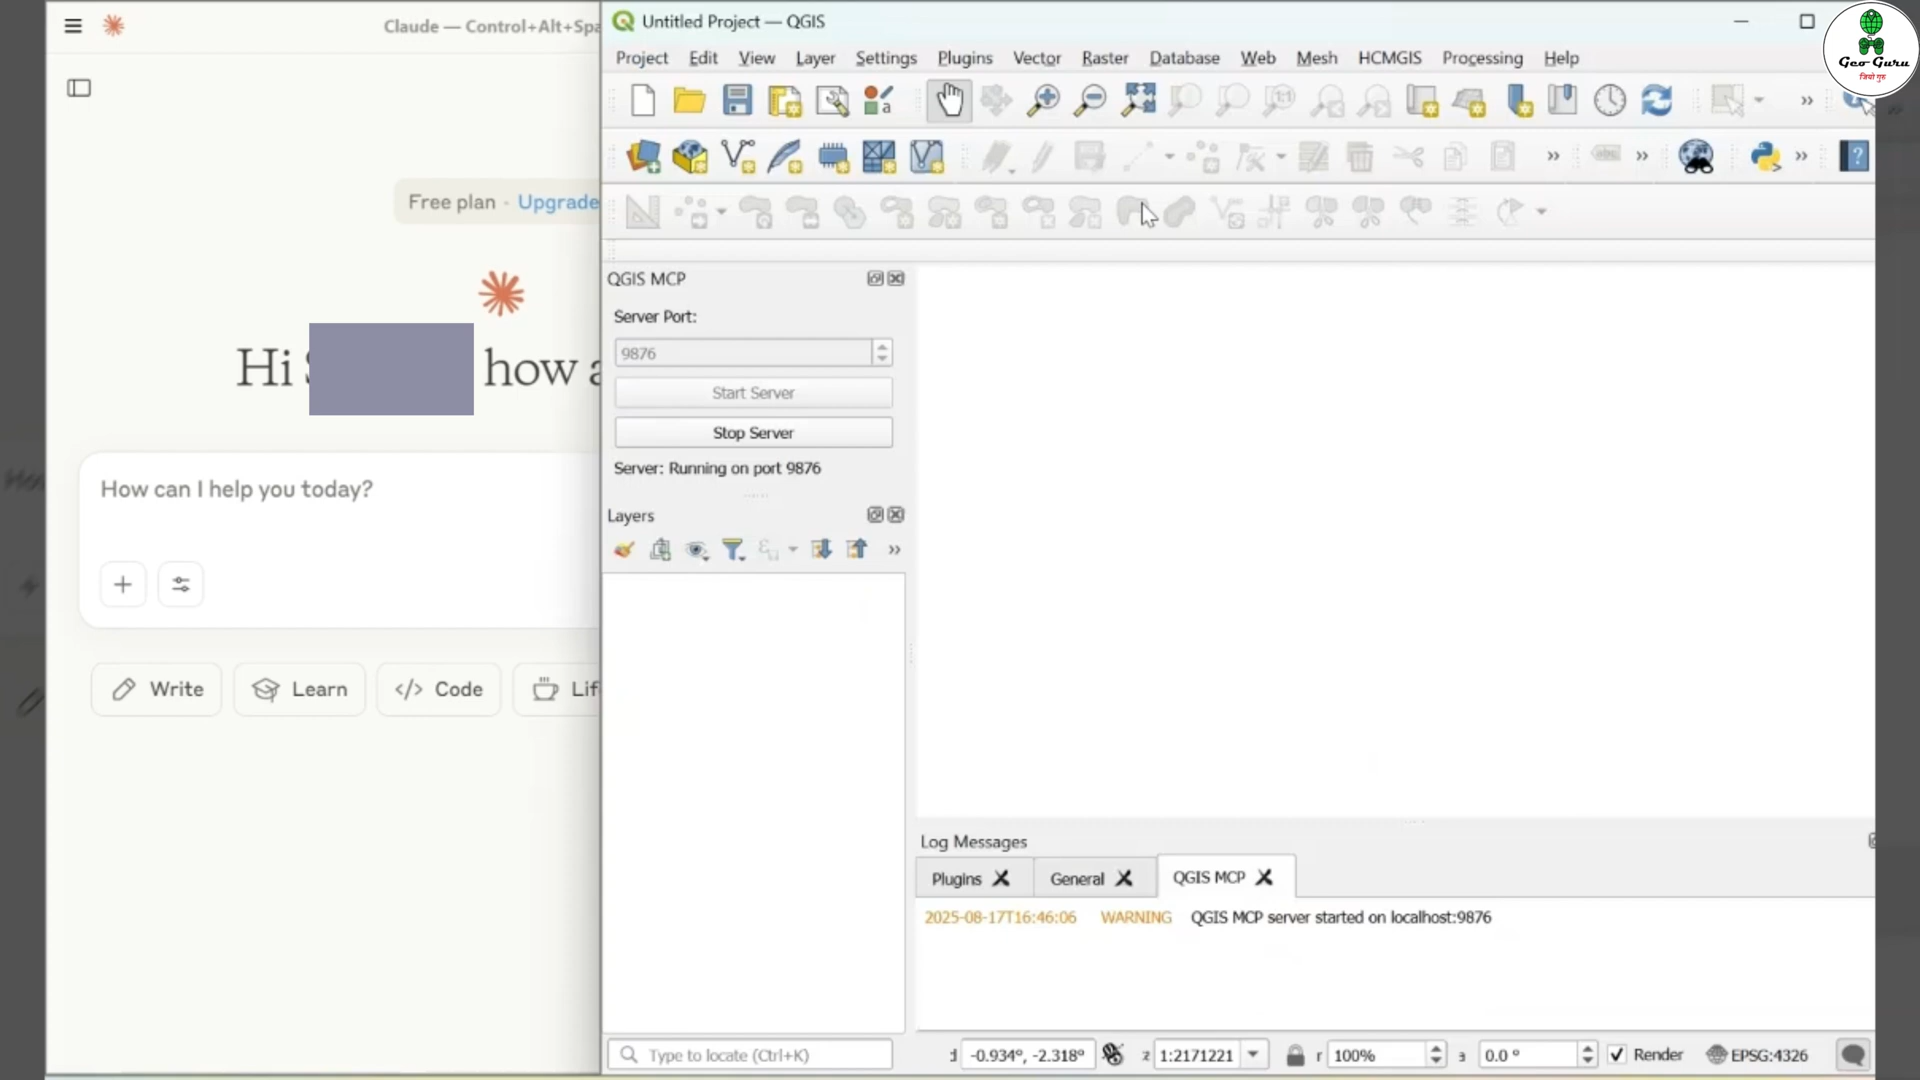 Claude — Control+Alt+Spa
Free plan · Upgrade
Hi
how a
How can I help you today?
Write
Learn
Code
Lif
Untitled Project — QGIS
Project Edit View Layer Settings Plugins Vector Raster Database Web Mesh HCMGIS Processing Help
QGIS MCP
Server Port:
9876
Start Server
Stop Server
Server: Running on port 9876
Layers
Log Messages
Plugins
General
QGIS MCP
2025-08-17T16:46:06 WARNING QGIS MCP server started on localhost:9876
Type to locate (Ctrl+K)
-0.934°, -2.318°
1:2171221
100%
0.0 °
Render
EPSG:4326
Geo Guru
जियो गुरु